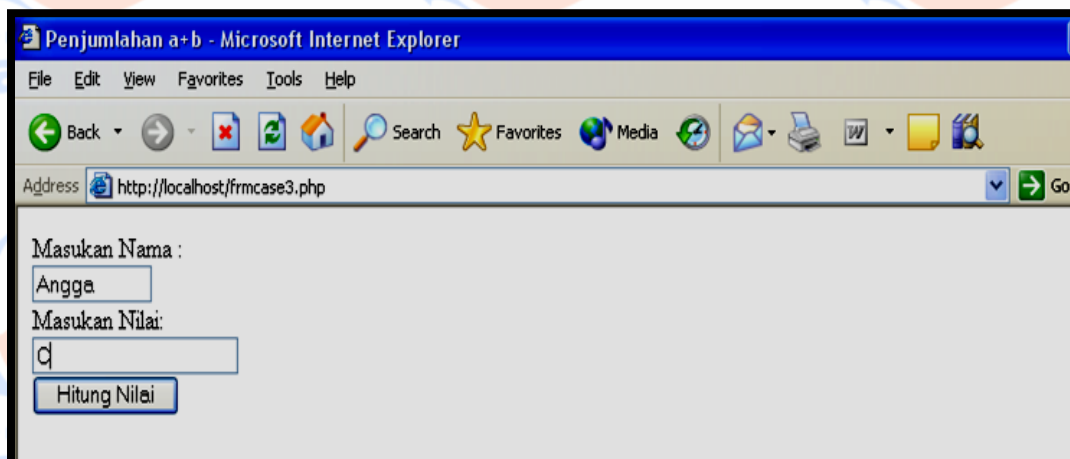 Penjumlahan a+b - Microsoft Internet Explorer
File Edit View Favorites Tools Help
Back Search Favorites Media W
Address http://localhost/frmcase3.php Go
Masukan Nama :
Angga
Masukan Nilai:
C
Hitung Nilai